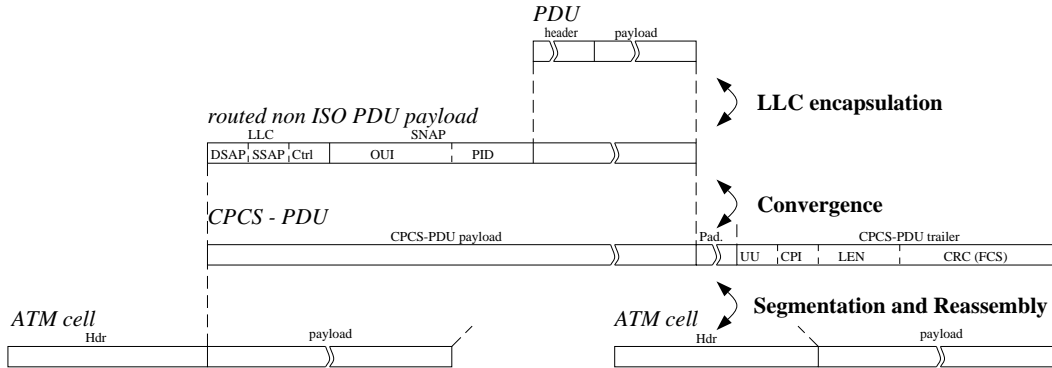 PDU
header payload
LLC encapsulation
routed non ISO PDU payload
LLC SNAP
DSAP SSAP Ctrl OUI PID
Convergence
CPCS - PDU
CPCS-PDU payload Pad. CPCS-PDU trailer
UU CPI LEN CRC (FCS)
Segmentation and Reassembly
ATM cell ATM cell
Hdr payload Hdr payload